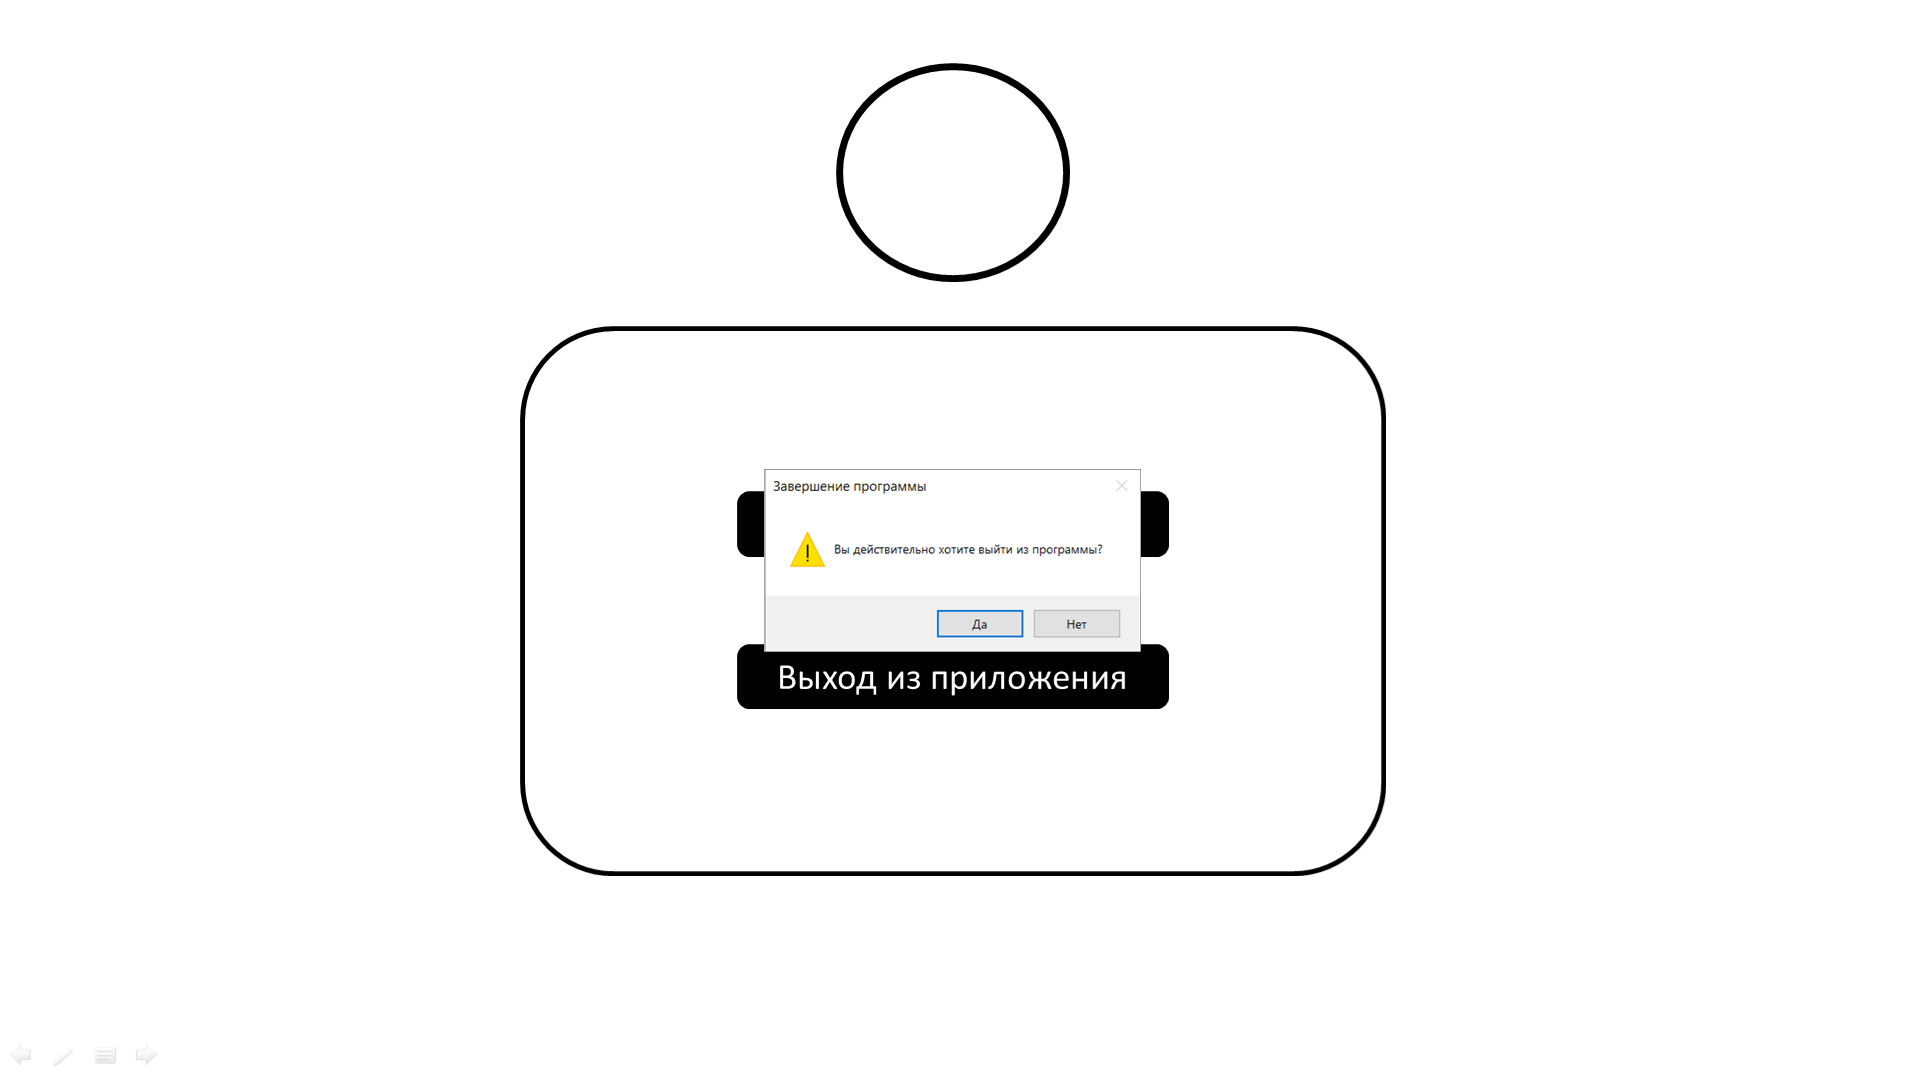 Завершение программы
Вы действительно хотите выйти из программы?
Да
Нет
Выход из приложения